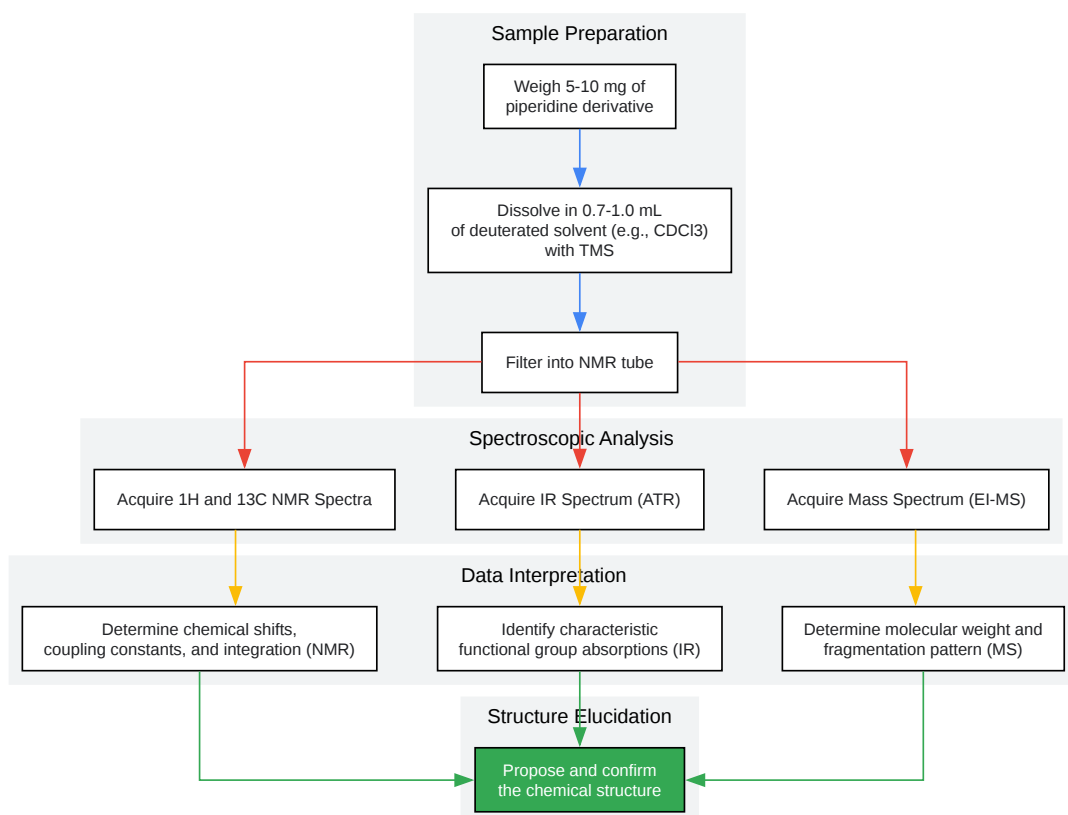 Sample Preparation
Weigh 5-10 mg of
piperidine derivative
Dissolve in 0.7-1.0 mL
of deuterated solvent (e.g., CDCl3)
with TMS
Filter into NMR tube
Spectroscopic Analysis
Acquire 1H and 13C NMR Spectra
Acquire IR Spectrum (ATR)
Acquire Mass Spectrum (EI-MS)
Data Interpretation
Determine chemical shifts,
coupling constants, and integration (NMR)
Identify characteristic
functional group absorptions (IR)
Determine molecular weight and
fragmentation pattern (MS)
Structure Elucidation
Propose and confirm
the chemical structure